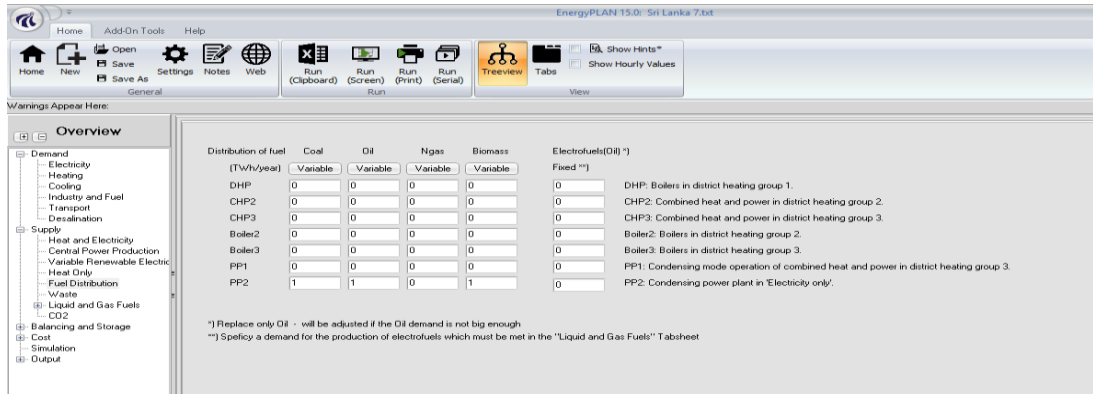 EnergyPLAN 15.0: Sri Lanka 7.txt
Home Add-On Tools Help
Home New Open Save Save As Settings Notes Web Run (Clipboard) Run (Screen) Run (Print) Run (Serial) Treeview Tabs Show Hints* Show Hourly Values
General Run View
Warnings Appear Here:
Overview
Demand
Electricity
Heating
Cooling
Industry and Fuel
Transport
Desalination
Supply
Heat and Electricity
Central Power Production
Variable Renewable Electric
Heat Only
Fuel Distribution
Waste
Liquid and Gas Fuels
CO2
Balancing and Storage
Cost
Simulation
Output
Distribution of fuel Coal Oil Ngas Biomass Electrofuels(Oil) *)
(TWh/year) Variable Variable Variable Variable Fixed **)
DHP 0 0 0 0 0 DHP: Boilers in district heating group 1.
CHP2 0 0 0 0 0 CHP2: Combined heat and power in district heating group 2.
CHP3 0 0 0 0 0 CHP3: Combined heat and power in district heating group 3.
Boiler2 0 0 0 0 0 Boiler2: Boilers in district heating group 2.
Boiler3 0 0 0 0 0 Boiler3: Boilers in district heating group 3.
PP1 0 0 0 0 0 PP1: Condensing mode operation of combined heat and power in district heating group 3.
PP2 1 1 0 1 0 PP2: Condensing power plant in 'Electricity only'.
*) Replace only Oil - will be adjusted if the Oil demand is not big enough
**) Speficy a demand for the production of electrofuels which must be met in the "Liquid and Gas Fuels" Tabsheet